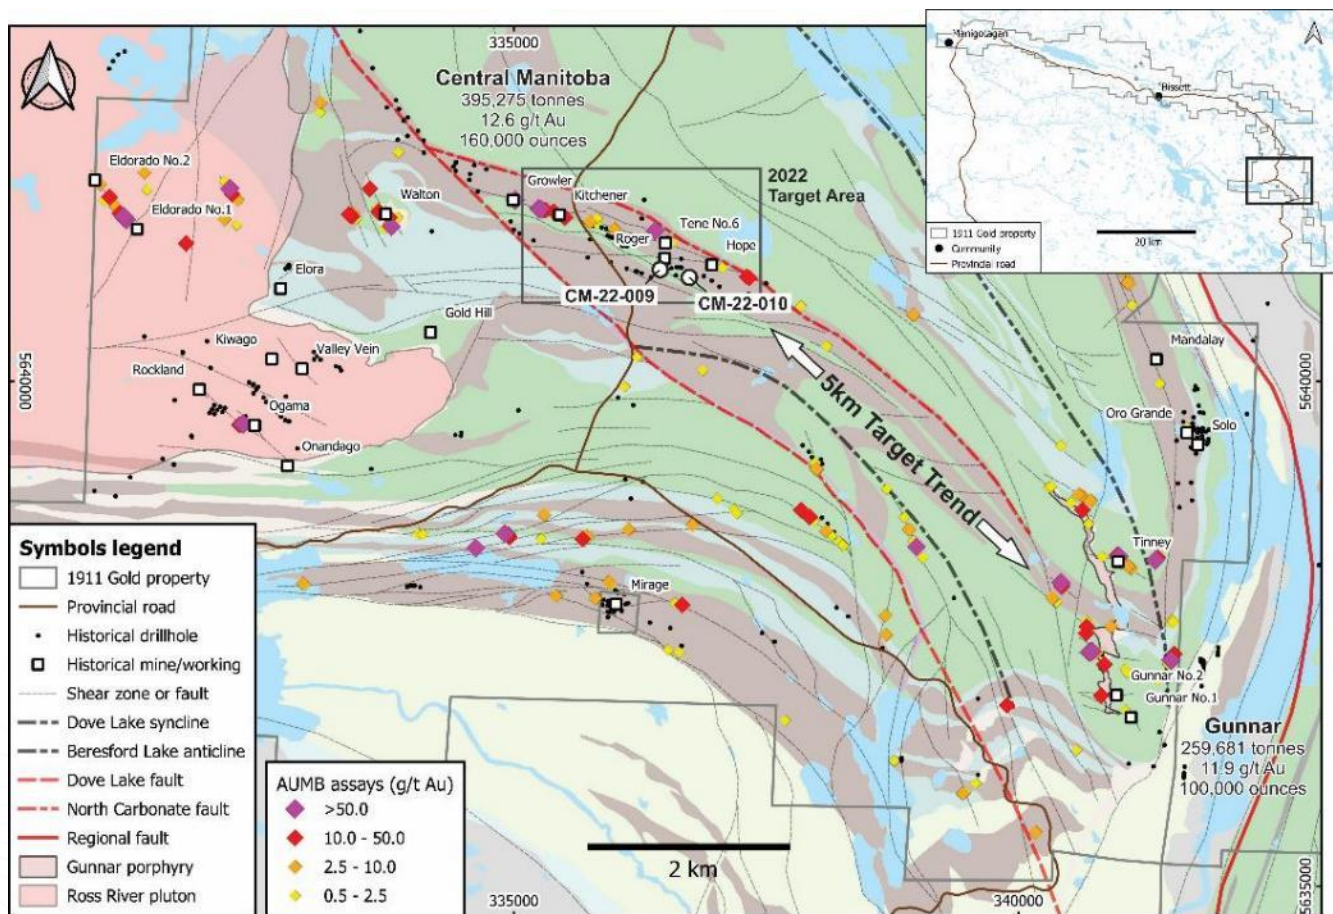 335000
Central Manitoba
395,275 tonnes
12.6 g/t Au
160,000 ounces
Manigotagan
Bissett
1911 Gold property
Community
Provincial road
20 km
2022
Target Area
Eldorado No.2
Eldorado No.1
Walton
Growler
Kitchener
Tene No.6
Roger
Hope
CM-22-009
CM-22-010
Elora
Gold Hill
Kiwago
Valley Vein
Rockland
Ogama
Onandago
5640000
5640000
Mandalay
Oro Grande
Solo
5km Target Trend
Tinney
Mirage
Gunnar No.2
Gunnar No.1
Gunnar
259,681 tonnes
11.9 g/t Au
100,000 ounces
Symbols legend
1911 Gold property
Provincial road
Historical drillhole
Historical mine/working
Shear zone or fault
Dove Lake syncline
Beresford Lake anticline
Dove Lake fault
North Carbonate fault
Regional fault
Gunnar porphyry
Ross River pluton
AUMB assays (g/t Au)
>50.0
10.0 - 50.0
2.5 - 10.0
0.5 - 2.5
2 km
335000
340000
5635000